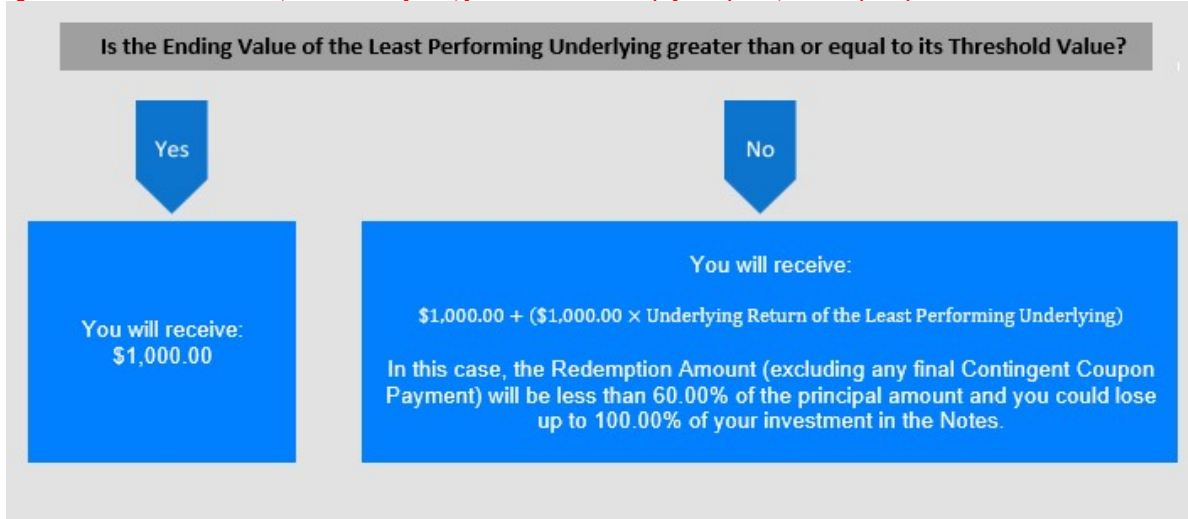 Is the Ending Value of the Least Performing Underlying greater than or equal to its Threshold Value?
Yes
No
You will receive:
$1,000.00
You will receive:
$1,000.00 + ($1,000.00 × Underlying Return of the Least Performing Underlying)
In this case, the Redemption Amount (excluding any final Contingent Coupon
Payment) will be less than 60.00% of the principal amount and you could lose
up to 100.00% of your investment in the Notes.